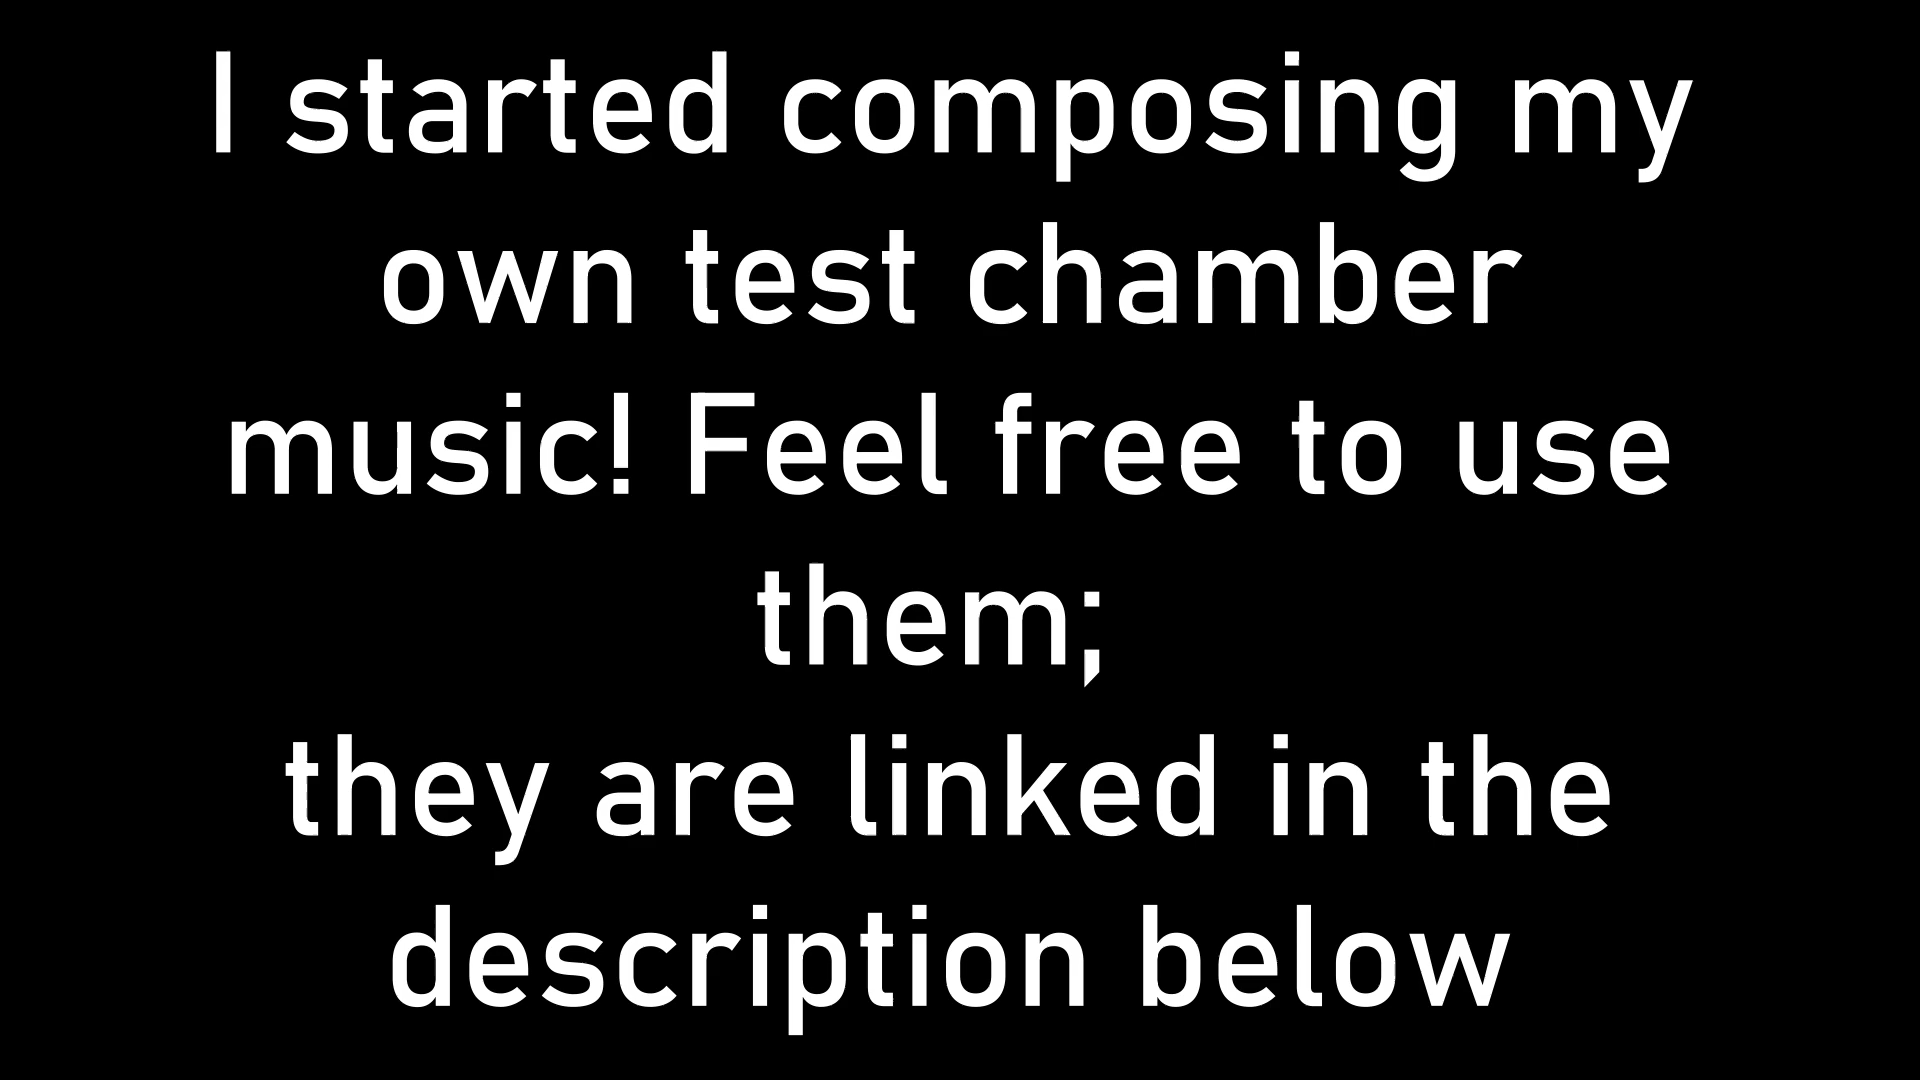 I started composing my
own test chamber
music! Feel free to use
them;
they are linked in the
description below